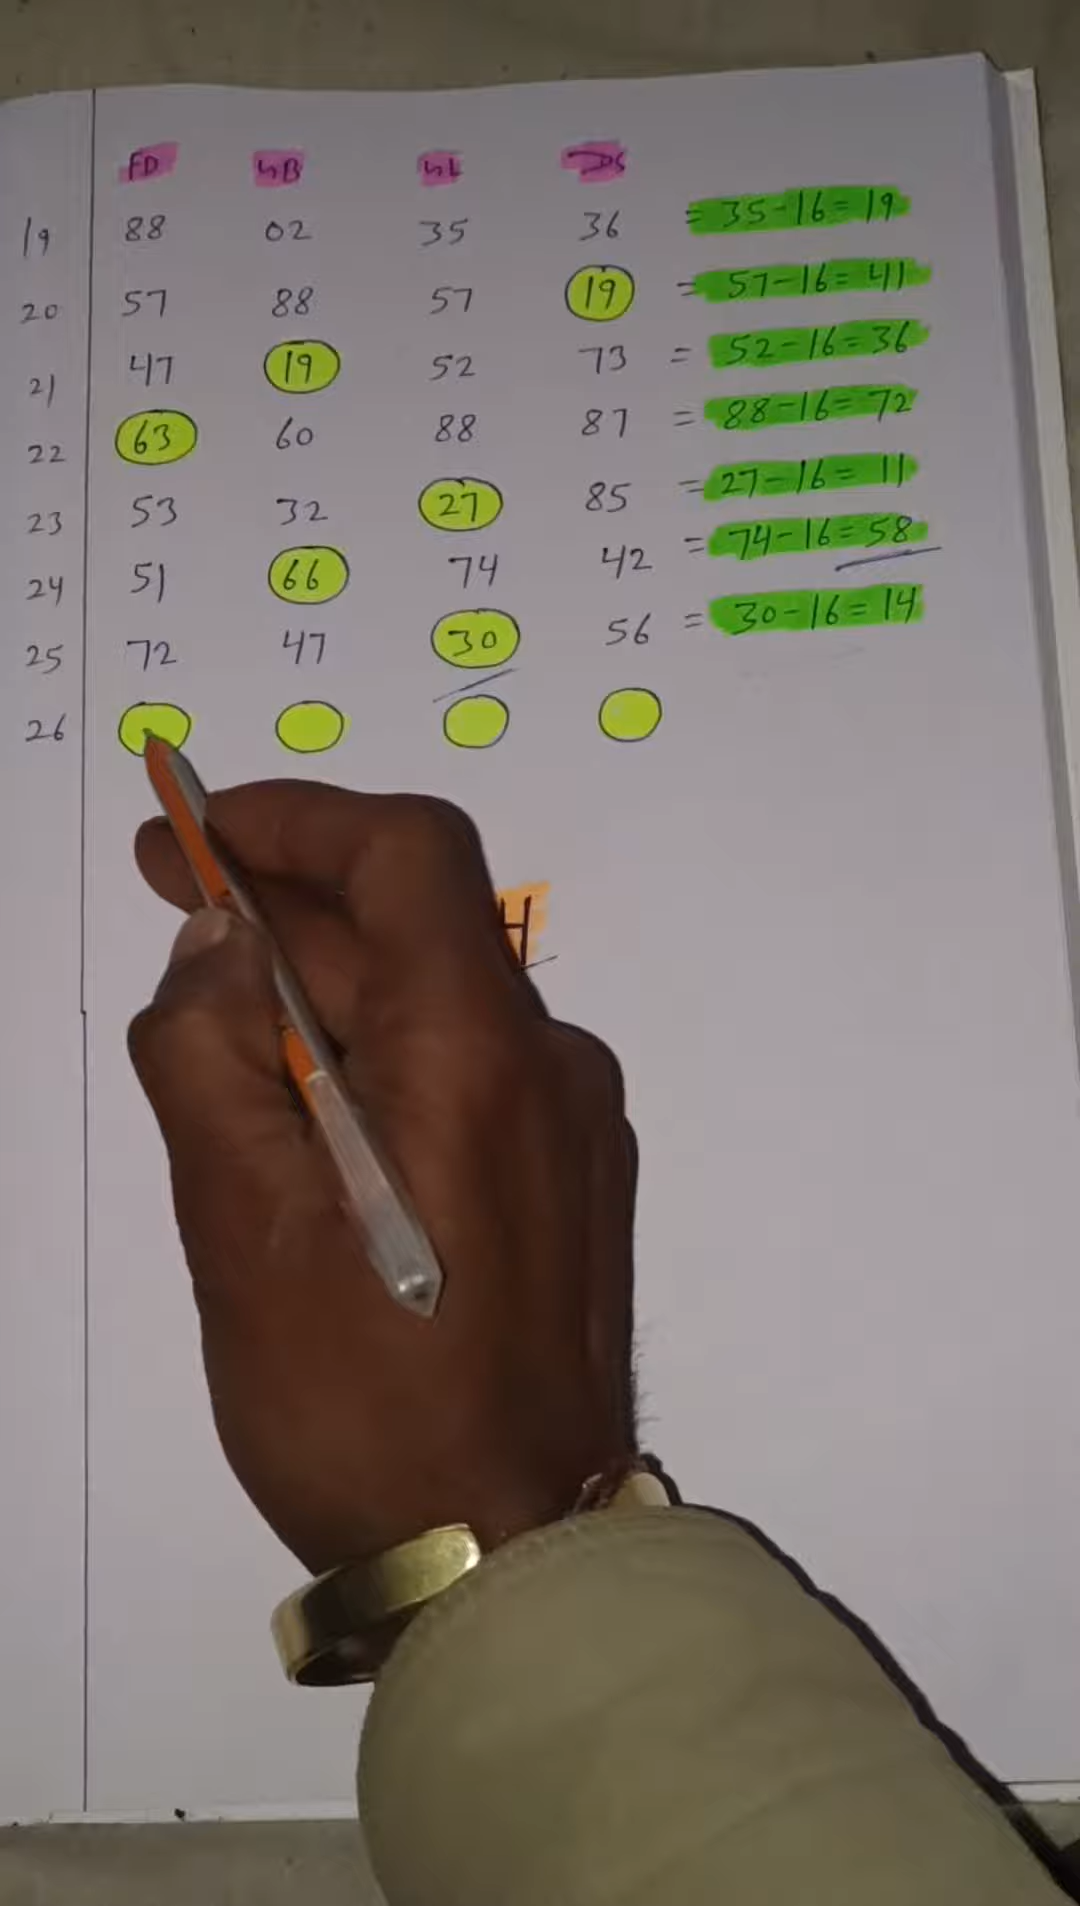 FD GB GL DS
19 88 02 35 36 = 35-16=19
20 57 88 57 19 = 57-16=41
21 47 19 52 73 = 52-16=36
22 63 60 88 87 = 88-16=72
23 53 32 27 85 = 27-16=11
24 51 66 74 42 = 74-16=58
25 72 47 30 56 = 30-16=14
26
H